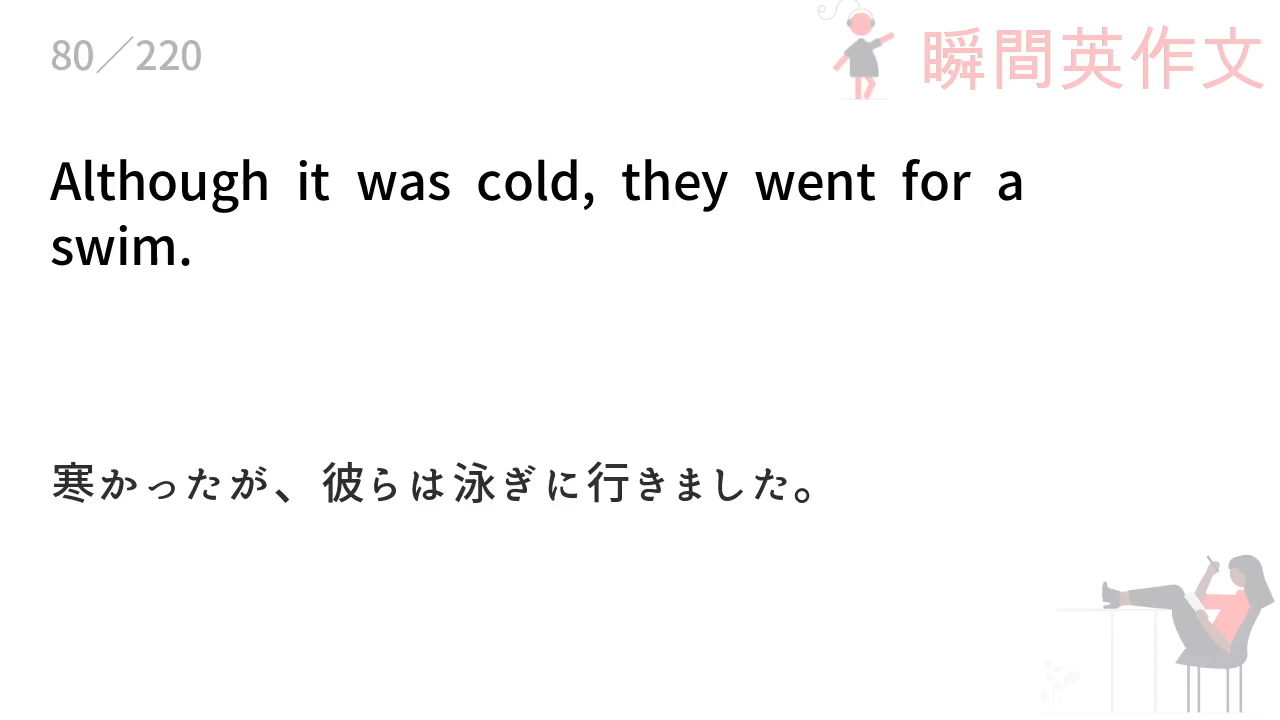 80／220
瞬間英作文
Although it was cold, they went for a
swim.
寒かったが、彼らは泳ぎに行きました。